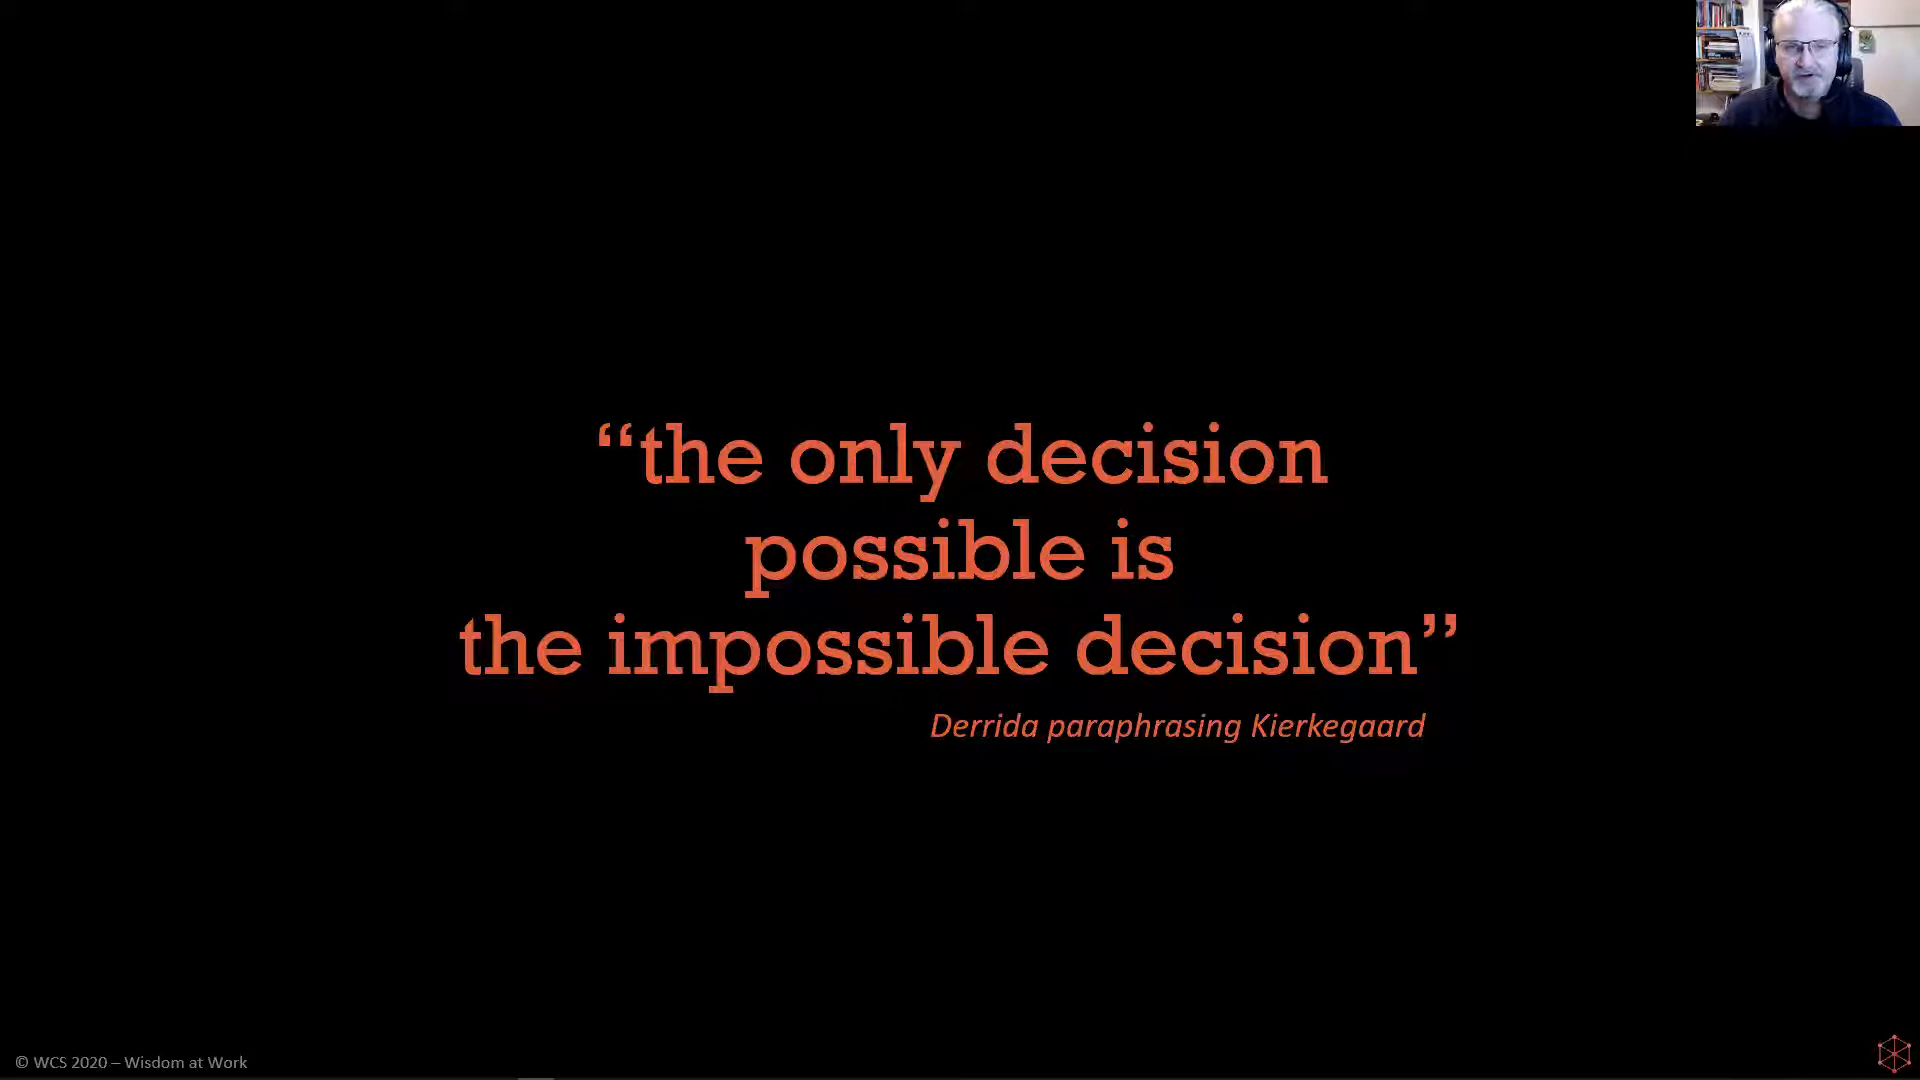 “the only decision
possible is
the impossible decision”
Derrida paraphrasing Kierkegaard
© WCS 2020 – Wisdom at Work